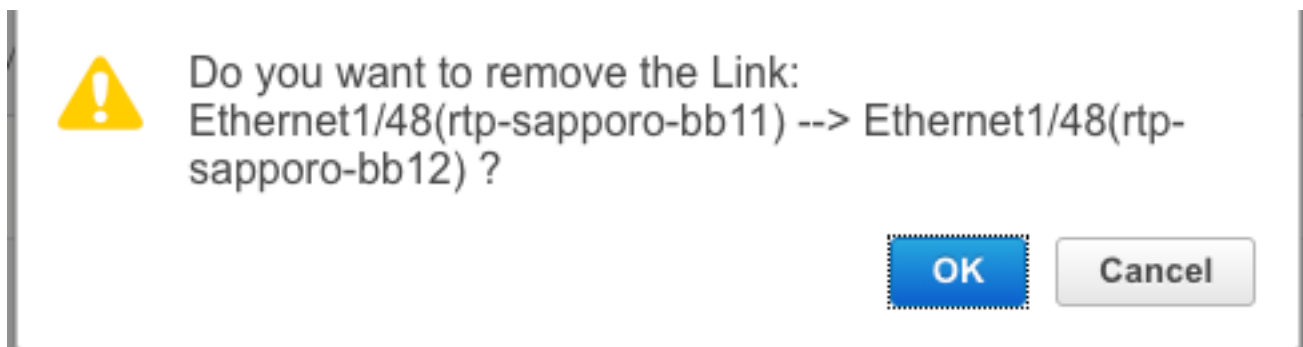 Do you want to remove the Link:
Ethernet1/48(rtp-sapporo-bb11) --> Ethernet1/48(rtp-
sapporo-bb12) ?
OK Cancel